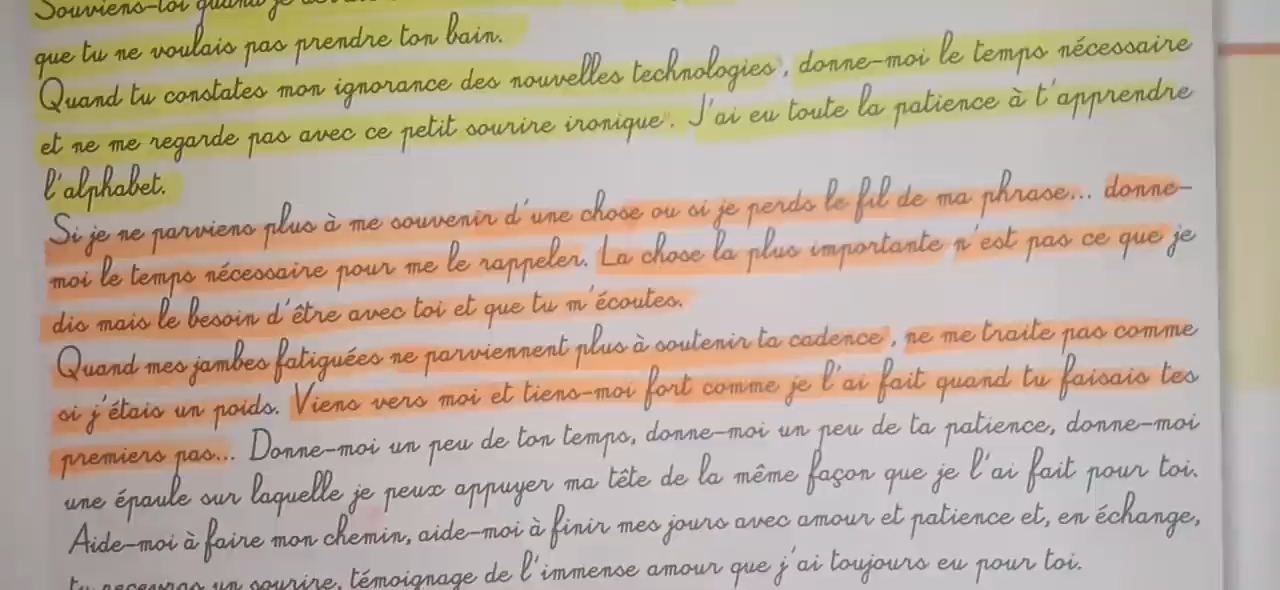 Souviens-toi quand je
que tu ne voulais pas prendre ton bain.
Quand tu constates mon ignorance des nouvelles technologies, donne-moi le temps nécessaire
et ne me regarde pas avec ce petit sourire ironique. J'ai eu toute la patience à t'apprendre
l'alphabet.
Si je ne parviens plus à me souvenir d'une chose ou si je perds le fil de ma phrase... donne-
moi le temps nécessaire pour me le rappeler. La chose la plus importante n'est pas ce que je
dis mais le besoin d'être avec toi et que tu m'écoutes.
Quand mes jambes fatiguées ne parviennent plus à soutenir ta cadence, ne me traite pas comme
si j'étais un poids. Viens vers moi et tiens-moi fort comme je l'ai fait quand tu faisais tes
premiers pas... Donne-moi un peu de ton temps, donne-moi un peu de ta patience, donne-moi
une épaule sur laquelle je peux appuyer ma tête de la même façon que je l'ai fait pour toi.
Aide-moi à faire mon chemin, aide-moi à finir mes jours avec amour et patience et, en échange,
tu recevras un sourire, témoignage de l'immense amour que j'ai toujours eu pour toi.